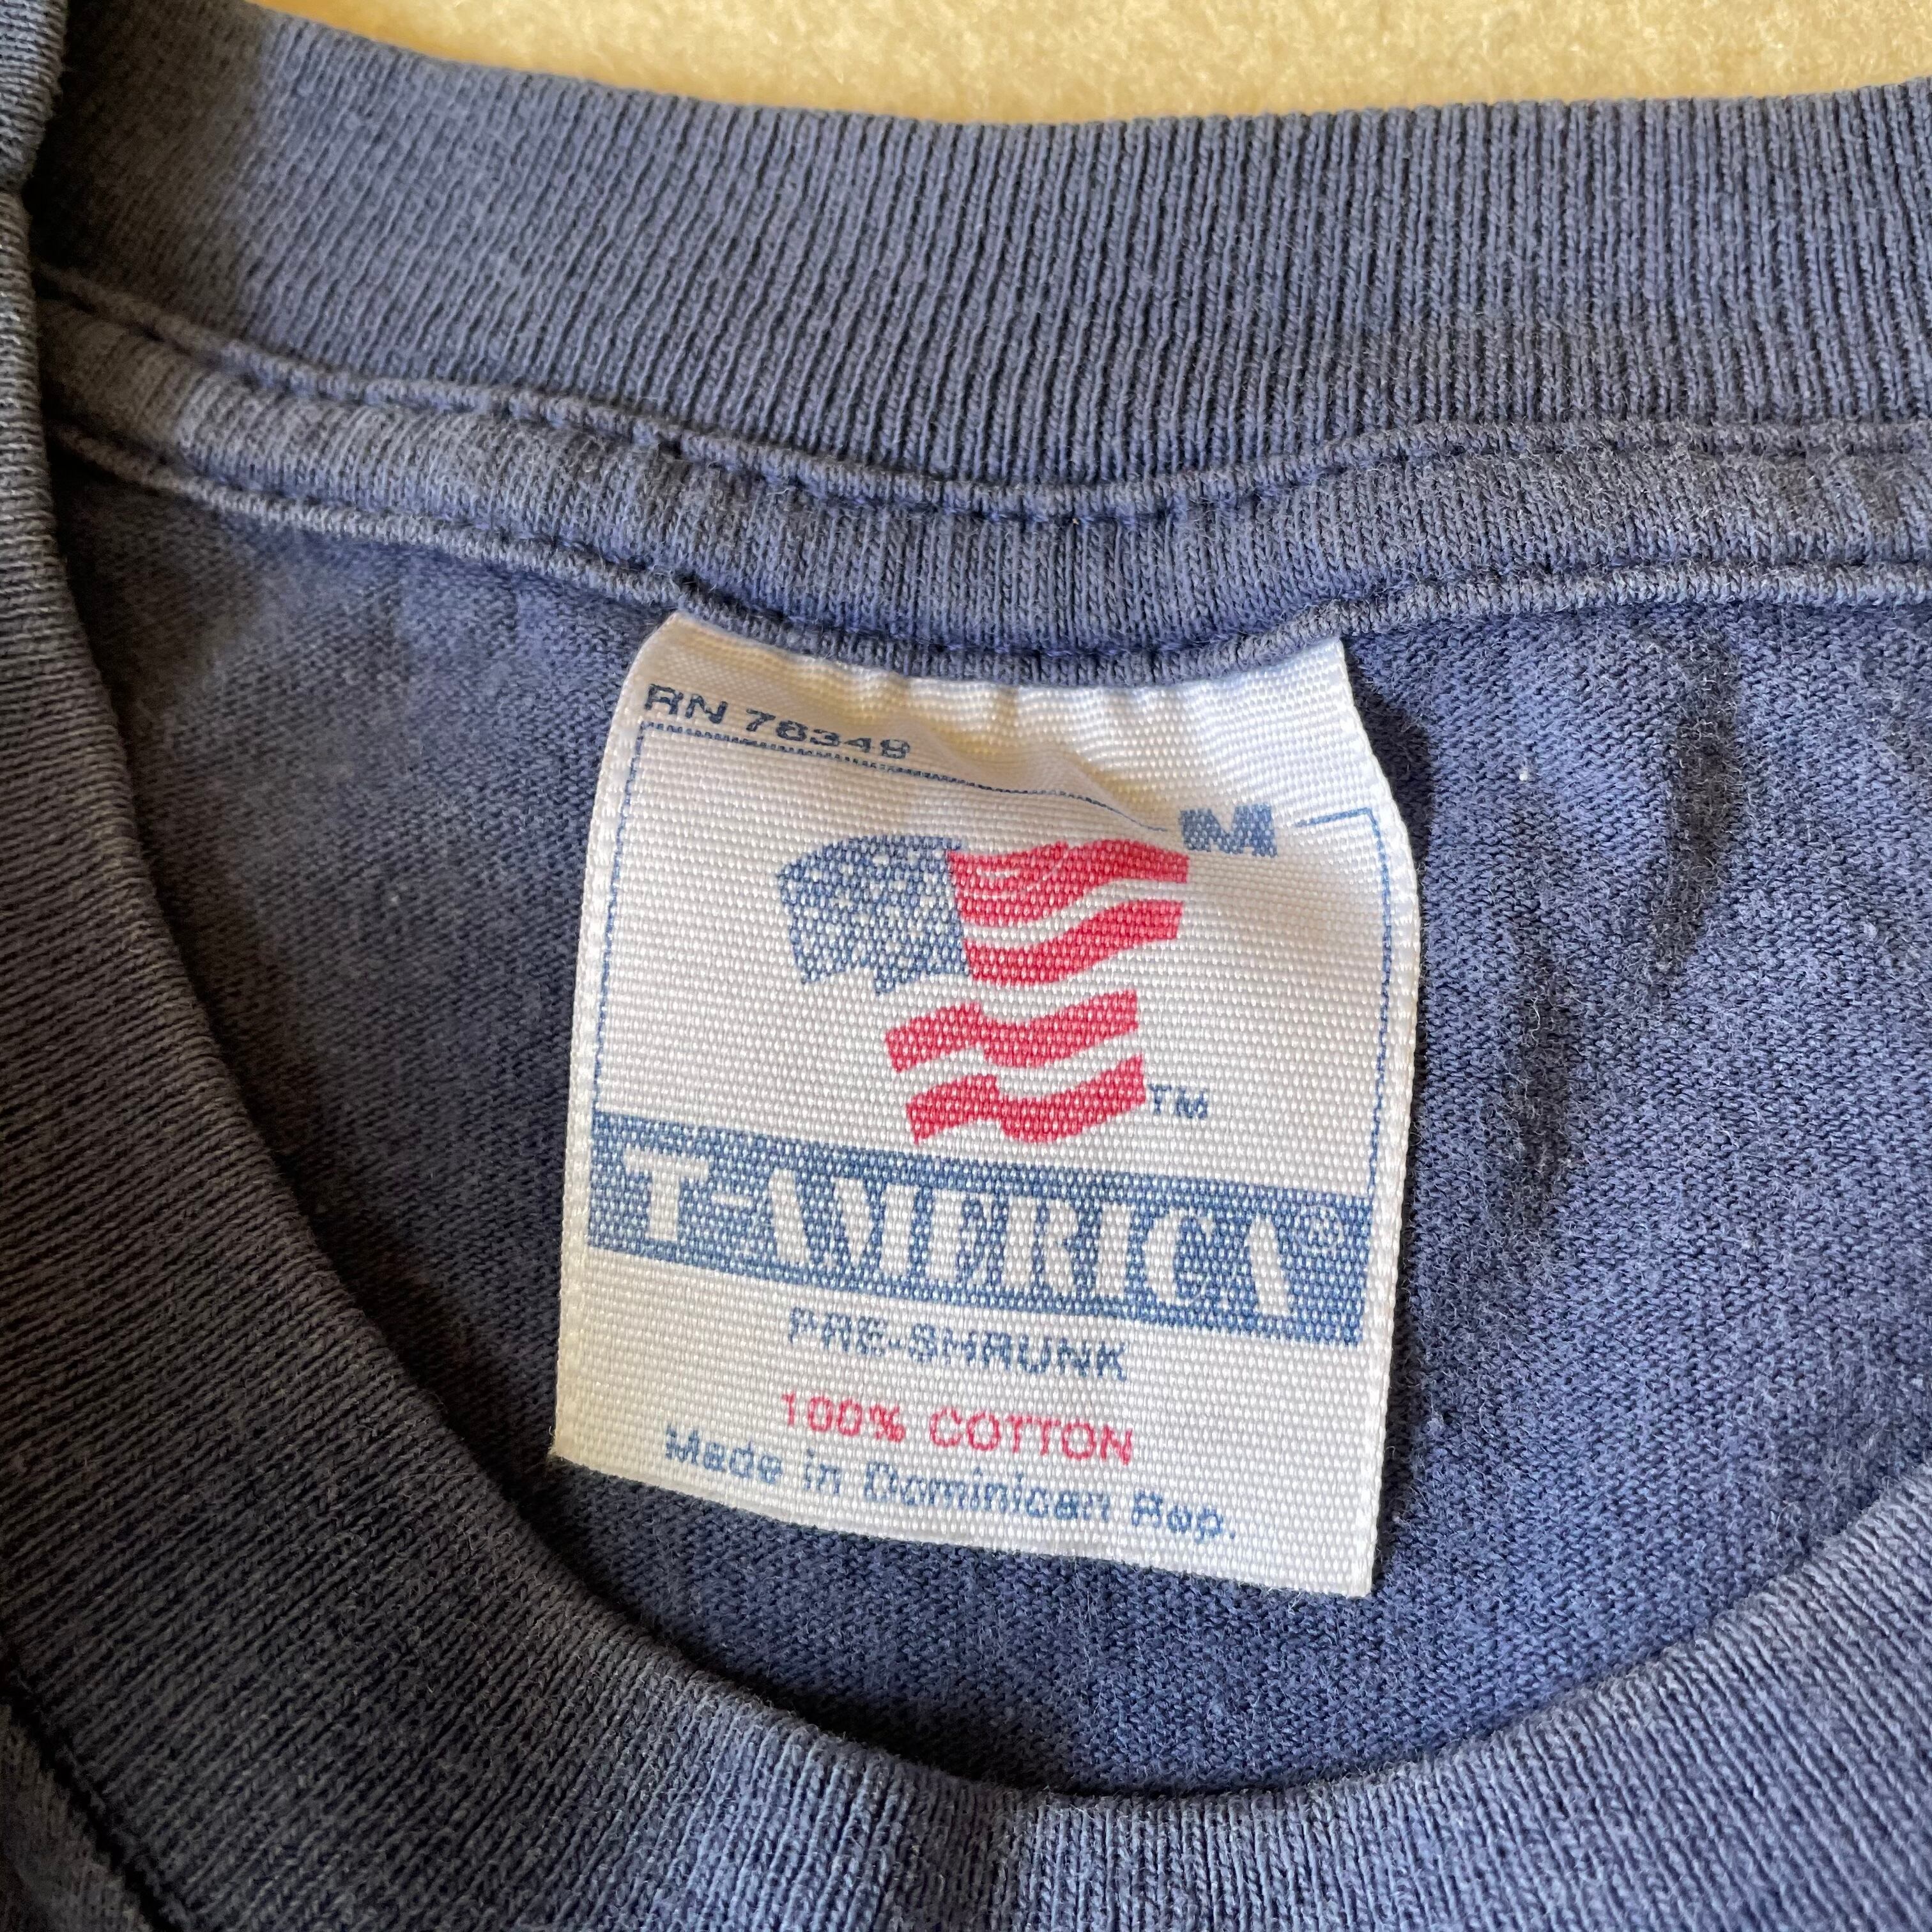 RN 78349
M
TM
T-AMERICA®
PRE-SHRUNK
100% COTTON
Made in Dominican Rep.